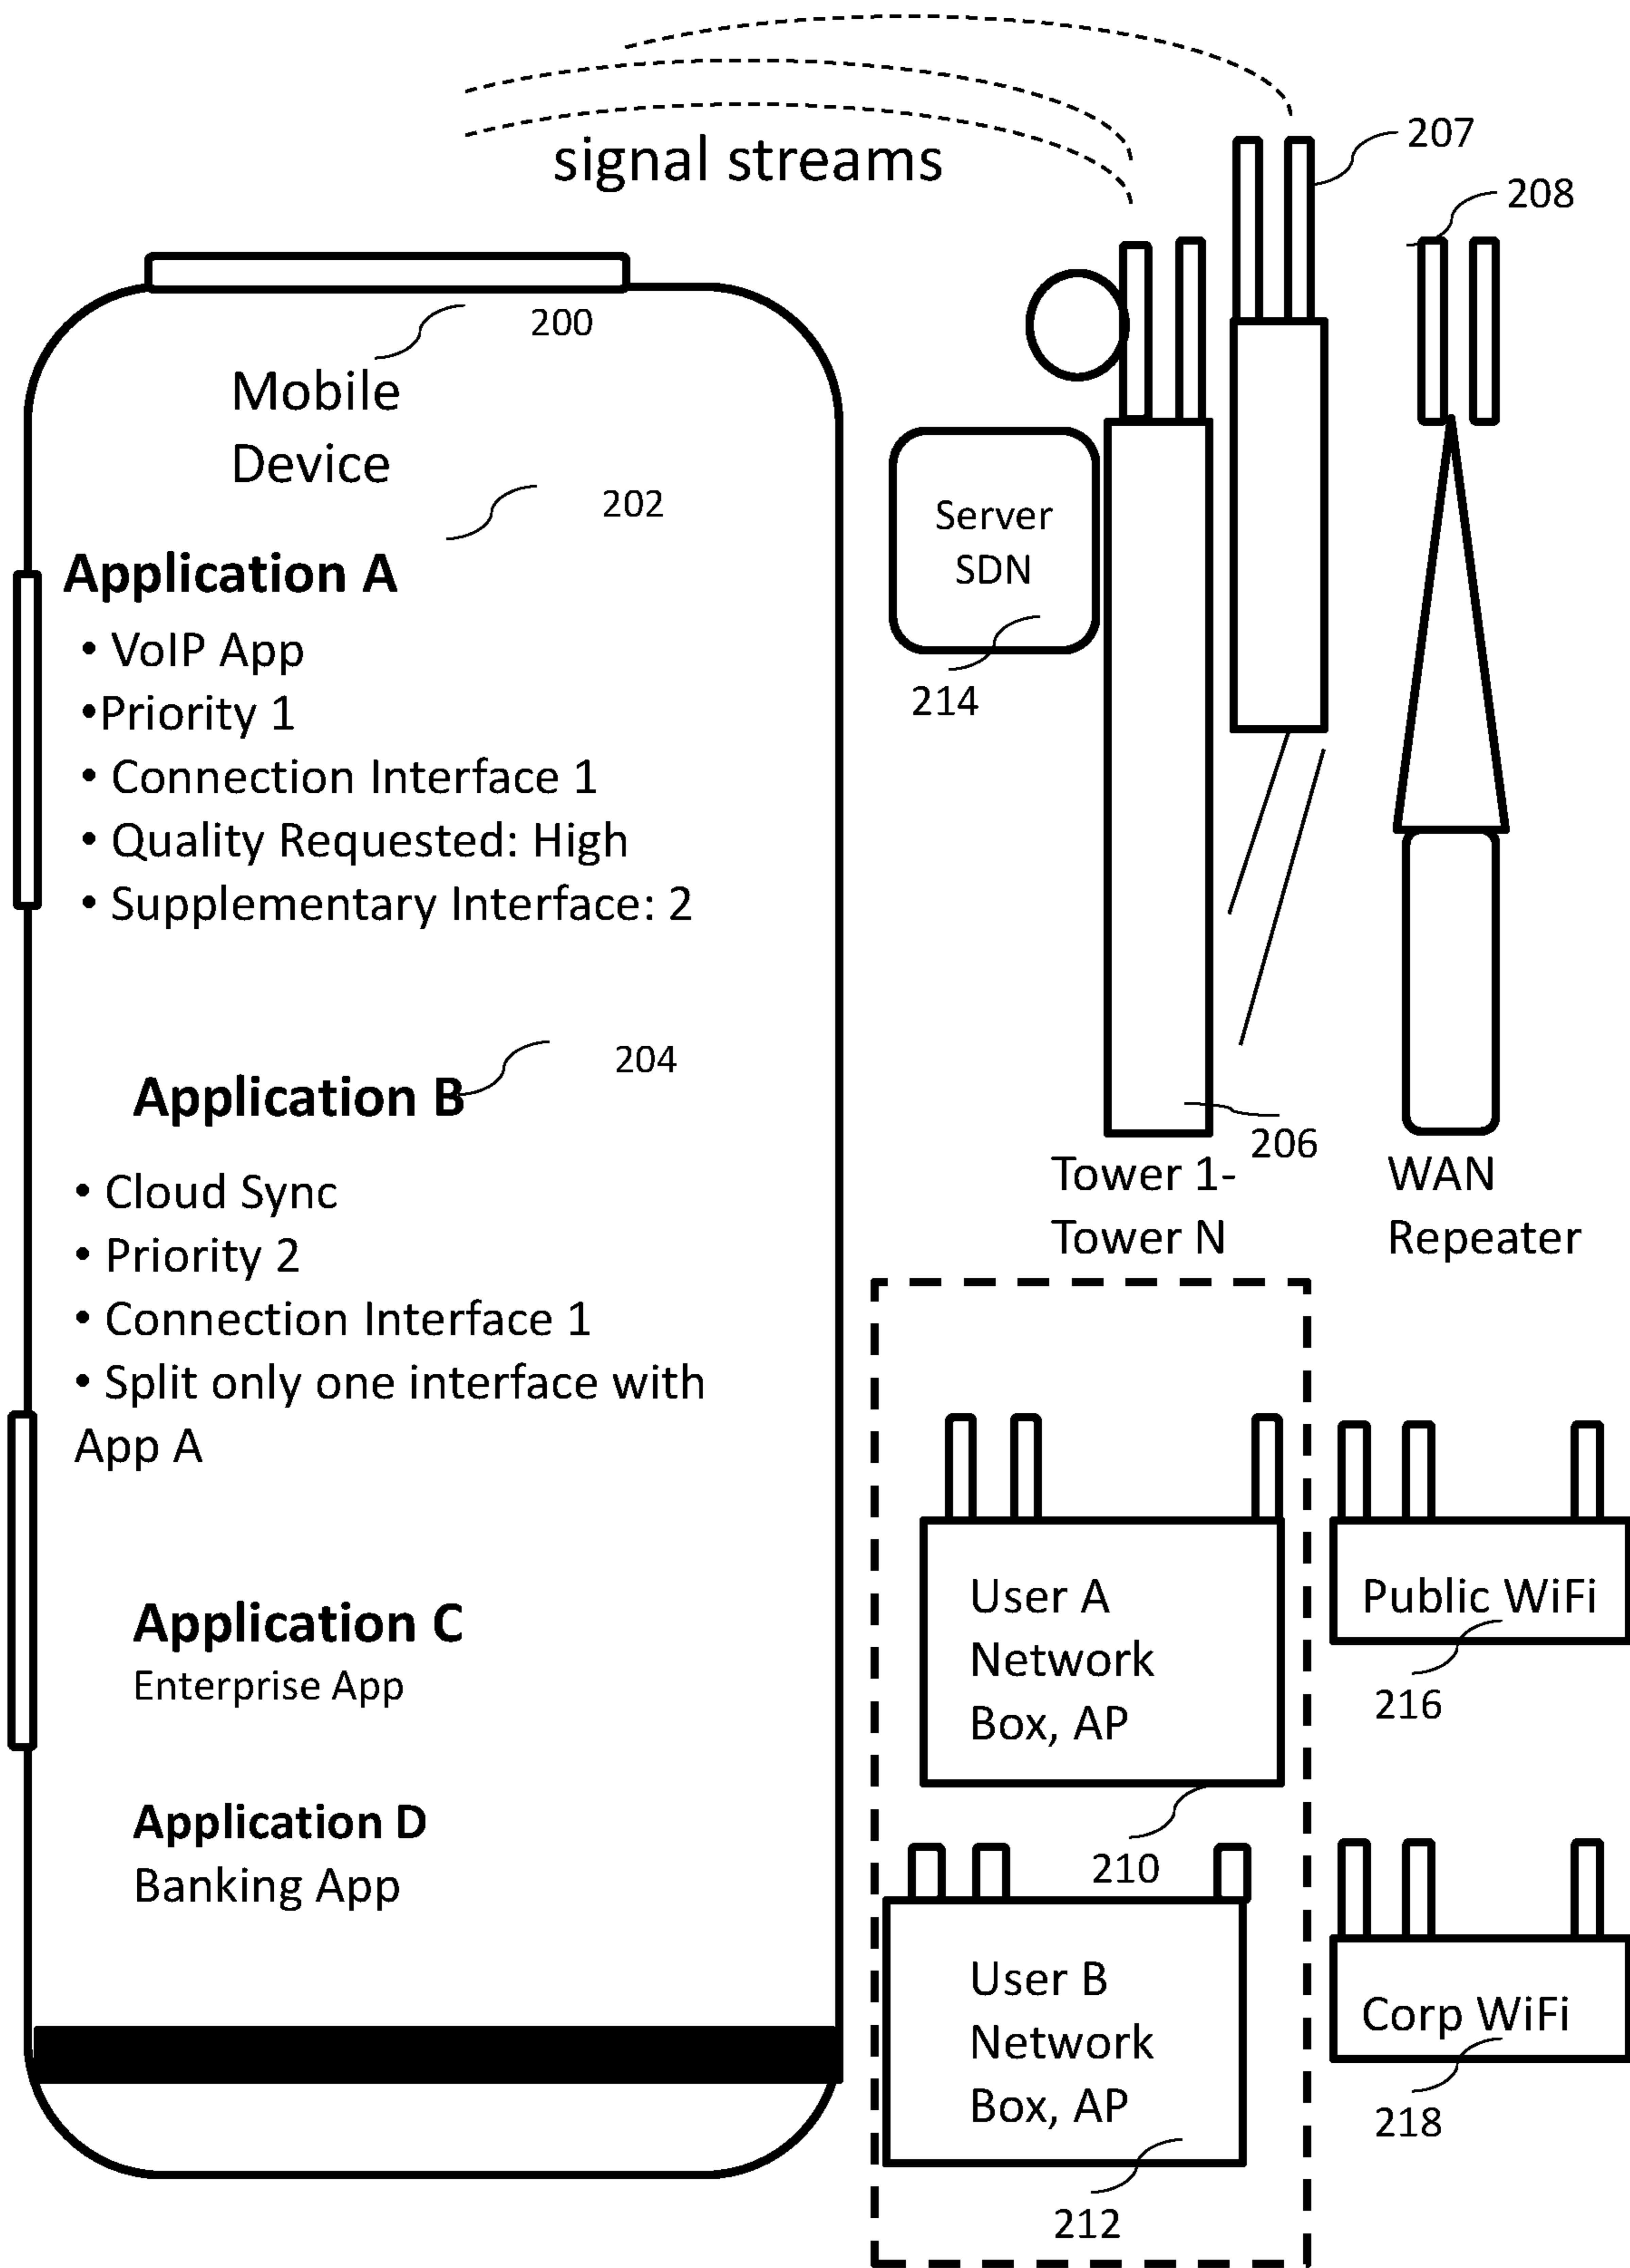 signal streams
207
208
200
Mobile
Device
202
Application A
• VoIP App
•Priority 1
• Connection Interface 1
• Quality Requested: High
• Supplementary Interface: 2
204
Application B
• Cloud Sync
• Priority 2
• Connection Interface 1
• Split only one interface with
App A
Application C
Enterprise App
Application D
Banking App
Server
SDN
214
206
Tower 1-
Tower N
WAN
Repeater
User A
Network
Box, AP
210
Public WiFi
216
User B
Network
Box, AP
212
Corp WiFi
218